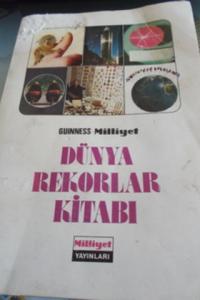 GUINNESS Milliyet
DÜNYA
REKORLAR
KİTABI
Milliyet
YAYINLARI